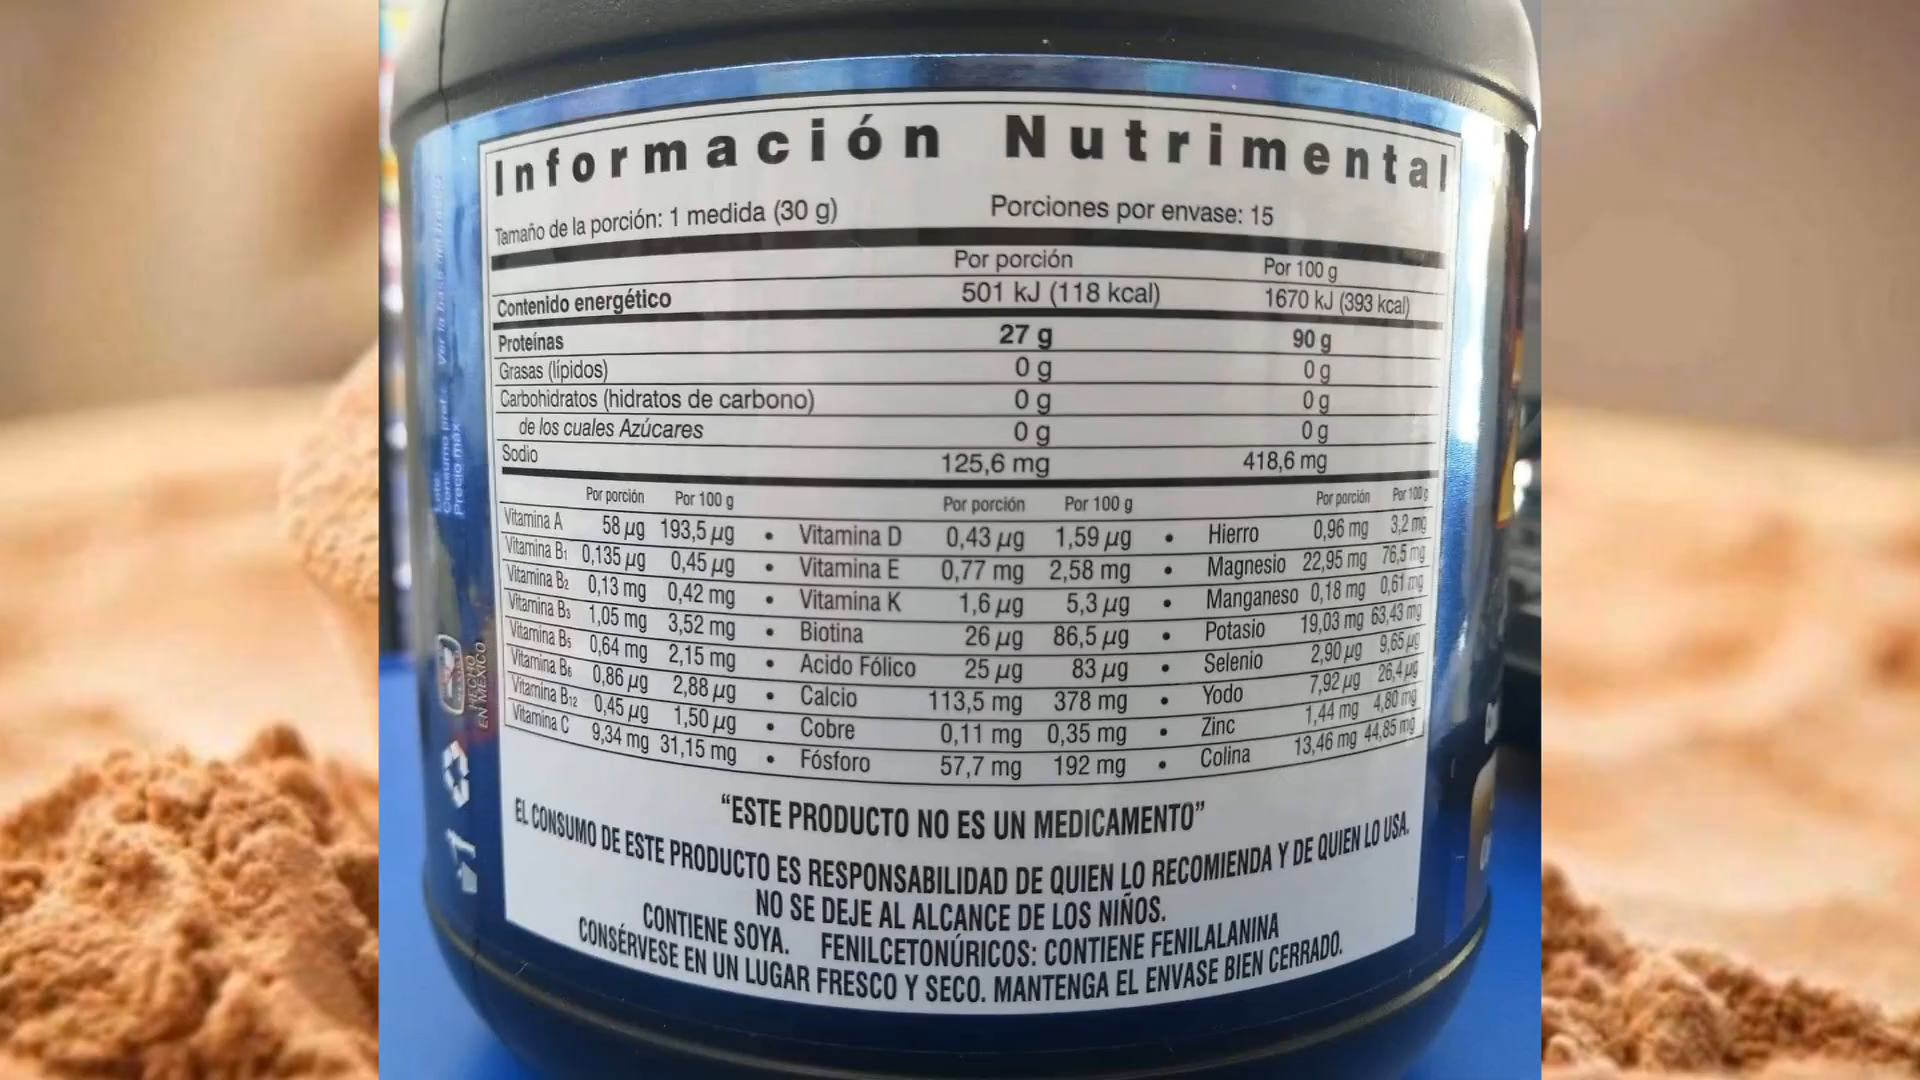 Información Nutrimental
Tamaño de la porción: 1 medida (30 g) Porciones por envase: 15
Por porción Por 100 g
Contenido energético 501 kJ (118 kcal) 1670 kJ (393 kcal)
Proteínas 27 g 90 g
Grasas (lípidos) 0 g 0 g
Carbohidratos (hidratos de carbono) 0 g 0 g
de los cuales Azúcares 0 g 0 g
Sodio 125,6 mg 418,6 mg
Por porción Por 100 g Por porción Por 100 g Por porción Por 100 g
Vitamina A 58 µg 193,5 µg • Vitamina D 0,43 µg 1,59 µg • Hierro 0,96 mg 3,2 mg
Vitamina B1 0,135 µg 0,45 µg • Vitamina E 0,77 mg 2,58 mg • Magnesio 22,95 mg 76,5 mg
Vitamina B2 0,13 mg 0,42 mg • Vitamina K 1,6 µg 5,3 µg • Manganeso 0,18 mg 0,61 mg
Vitamina B3 1,05 mg 3,52 mg • Biotina 26 µg 86,5 µg • Potasio 19,03 mg 63,43 mg
Vitamina B5 0,64 mg 2,15 mg • Acido Fólico 25 µg 83 µg • Selenio 2,90 µg 9,65 µg
Vitamina B6 0,86 µg 2,88 µg • Calcio 113,5 mg 378 mg • Yodo 7,92 µg 26,4 µg
Vitamina B12 0,45 µg 1,50 µg • Cobre 0,11 mg 0,35 mg • Zinc 1,44 mg 4,80 mg
Vitamina C 9,34 mg 31,15 mg • Fósforo 57,7 mg 192 mg • Colina 13,46 mg 44,85 mg
“ESTE PRODUCTO NO ES UN MEDICAMENTO”
EL CONSUMO DE ESTE PRODUCTO ES RESPONSABILIDAD DE QUIEN LO RECOMIENDA Y DE QUIEN LO USA.
NO SE DEJE AL ALCANCE DE LOS NIÑOS.
CONTIENE SOYA. FENILCETONÚRICOS: CONTIENE FENILALANINA
CONSÉRVESE EN UN LUGAR FRESCO Y SECO. MANTENGA EL ENVASE BIEN CERRADO.
HECHO
EN MÉXICO
Consumo pref.
Precio máx